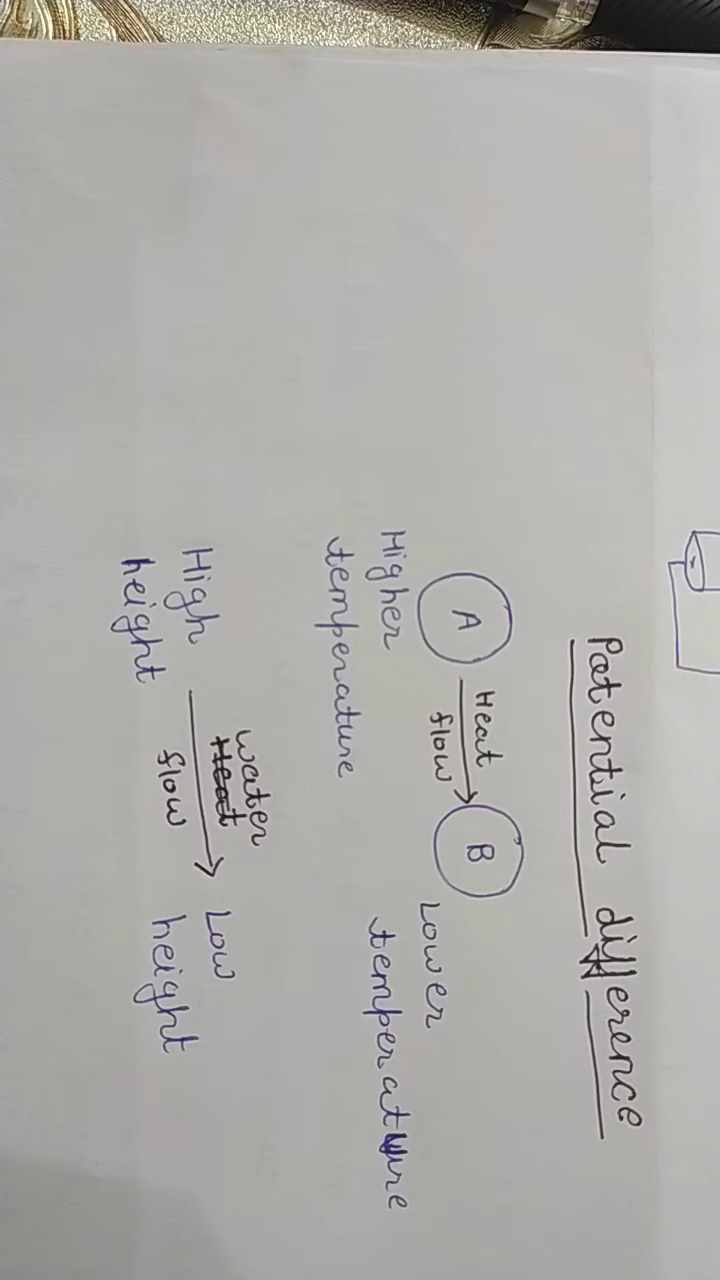 Potential difference
A
Heat
flow
B
Higher
temperature
Lower
temperature
High
height
water
flow
Low
height